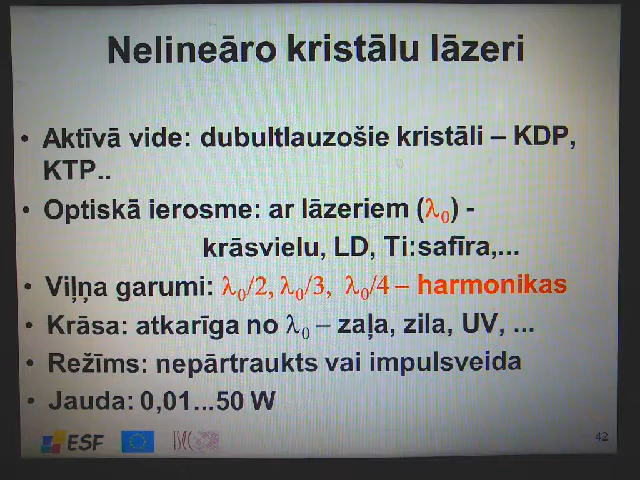 Nelineāro kristālu lāzeri
• Aktīvā vide: dubultlauzošie kristāli – KDP,
KTP..
• Optiskā ierosme: ar lāzeriem (λ₀) -
krāsvielu, LD, Ti:safīra,...
• Viļņa garumi: λ₀/2, λ₀/3, λ₀/4 – harmonikas
• Krāsa: atkarīga no λ₀ – zaļa, zila, UV, ...
• Režīms: nepārtraukts vai impulsveida
• Jauda: 0,01...50 W
ESF
42